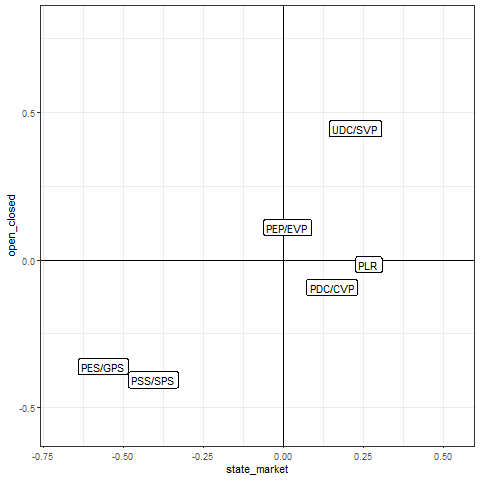 0.5
UDC/SVP
PEP/EVP
open_closed
0.0
PLR
PDC/CVP
PES/GPS
PSS/SPS
-0.5
-0.75 -0.50 -0.25 0.00 0.25 0.50
state_market